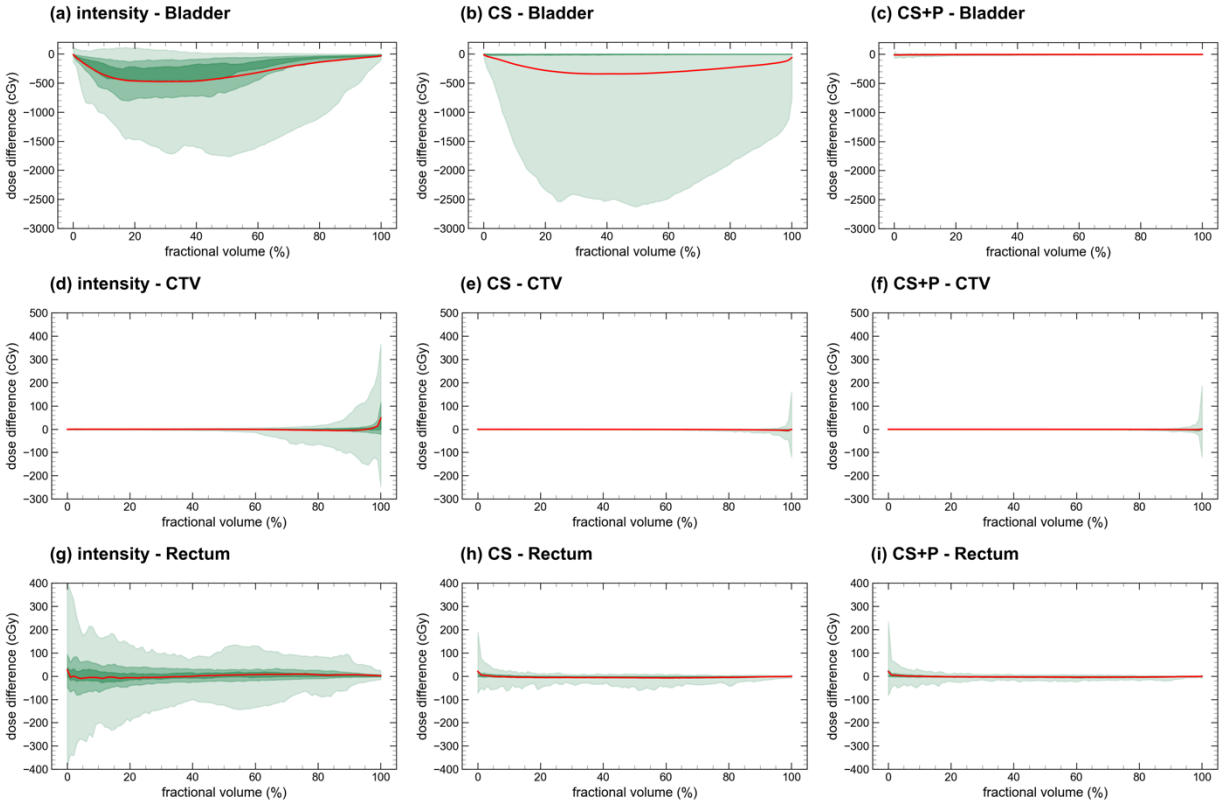 (a) intensity - Bladder
(b) CS - Bladder
(c) CS+P - Bladder
dose difference (cGy)
0
−500
−1000
−1500
−2000
−2500
−3000
0 20 40 60 80 100
fractional volume (%)
dose difference (cGy)
0
−500
−1000
−1500
−2000
−2500
−3000
0 20 40 60 80 100
fractional volume (%)
dose difference (cGy)
0
−500
−1000
−1500
−2000
−2500
−3000
0 20 40 60 80 100
fractional volume (%)
(d) intensity - CTV
(e) CS - CTV
(f) CS+P - CTV
dose difference (cGy)
500
400
300
200
100
0
−100
−200
−300
0 20 40 60 80 100
fractional volume (%)
dose difference (cGy)
500
400
300
200
100
0
−100
−200
−300
0 20 40 60 80 100
fractional volume (%)
dose difference (cGy)
500
400
300
200
100
0
−100
−200
−300
0 20 40 60 80 100
fractional volume (%)
(g) intensity - Rectum
(h) CS - Rectum
(i) CS+P - Rectum
dose difference (cGy)
400
300
200
100
0
−100
−200
−300
−400
0 20 40 60 80 100
fractional volume (%)
dose difference (cGy)
400
300
200
100
0
−100
−200
−300
−400
0 20 40 60 80 100
fractional volume (%)
dose difference (cGy)
400
300
200
100
0
−100
−200
−300
−400
0 20 40 60 80 100
fractional volume (%)